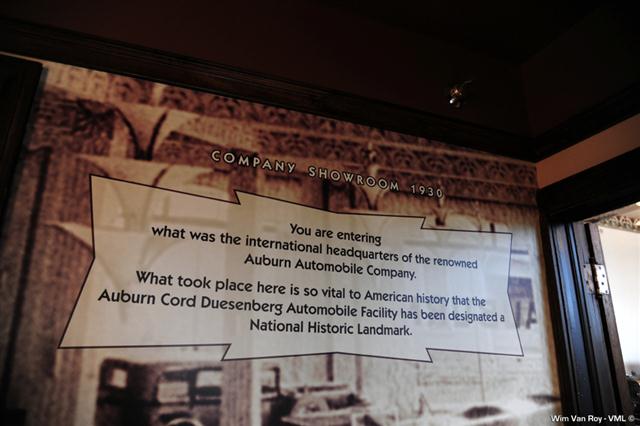 COMPANY SHOWROOM 1930
You are entering
what was the international headquarters of the renowned
Auburn Automobile Company.
What took place here is so vital to American history that the
Auburn Cord Duesenberg Automobile Facility has been designated a
National Historic Landmark.
Wim Van Roy - VML ©